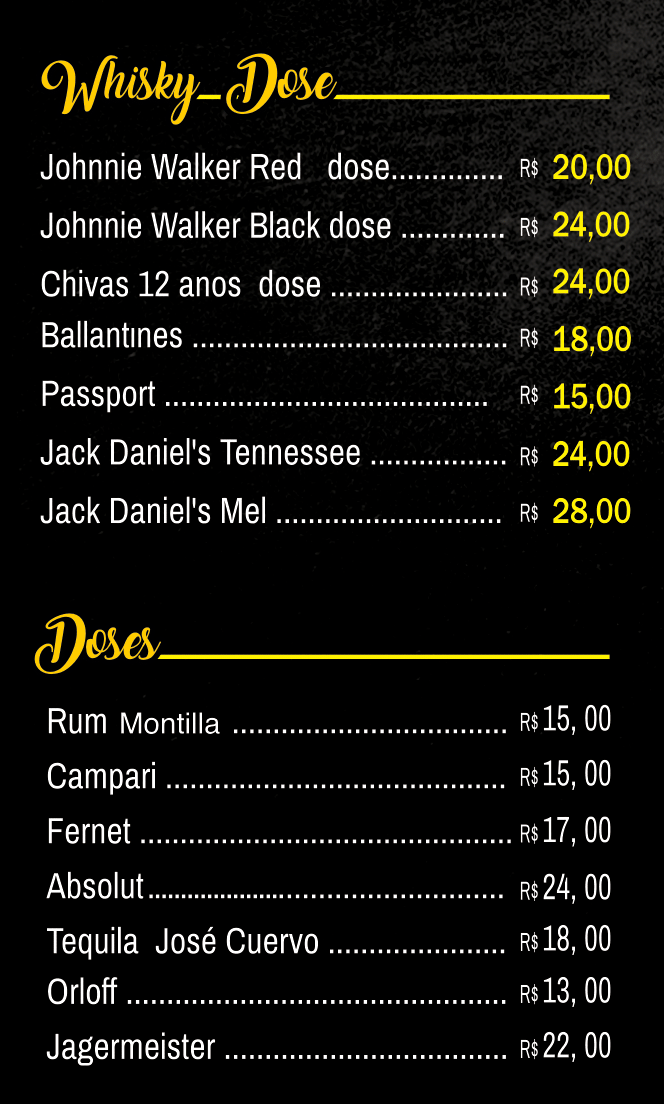 Whisky Dose
Johnnie Walker Red dose.............. R$ 20,00
Johnnie Walker Black dose ............. R$ 24,00
Chivas 12 anos dose ...................... R$ 24,00
Ballantines ....................................... R$ 18,00
Passport ........................................ R$ 15,00
Jack Daniel's Tennessee ................. R$ 24,00
Jack Daniel's Mel ............................ R$ 28,00
Doses
Rum Montilla .................................. R$ 15, 00
Campari .......................................... R$ 15, 00
Fernet .............................................. R$ 17, 00
Absolut............................................... R$ 24, 00
Tequila José Cuervo ...................... R$ 18, 00
Orloff ............................................... R$ 13, 00
Jagermeister ................................... R$ 22, 00